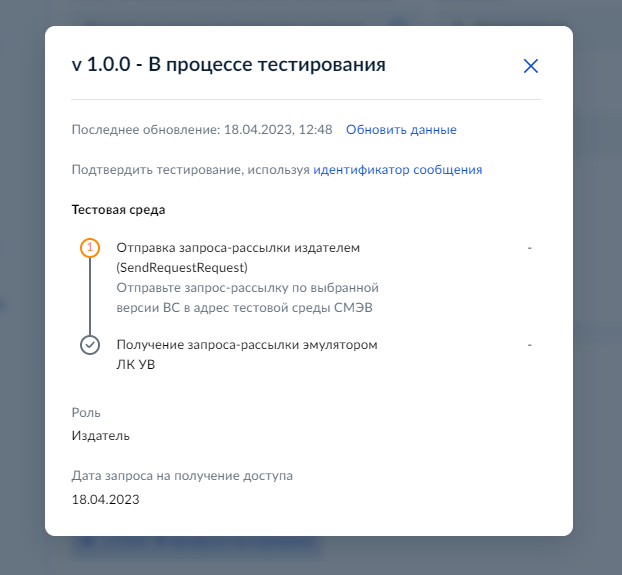 v 1.0.0 - В процессе тестирования
Последнее обновление: 18.04.2023, 12:48 Обновить данные
Подтвердить тестирование, используя идентификатор сообщения
Тестовая среда
1 Отправка запроса-рассылки издателем -
(SendRequestRequest)
Отправьте запрос-рассылку по выбранной
версии ВС в адрес тестовой среды СМЭВ
Получение запроса-рассылки эмулятором -
ЛК УВ
Роль
Издатель
Дата запроса на получение доступа
18.04.2023